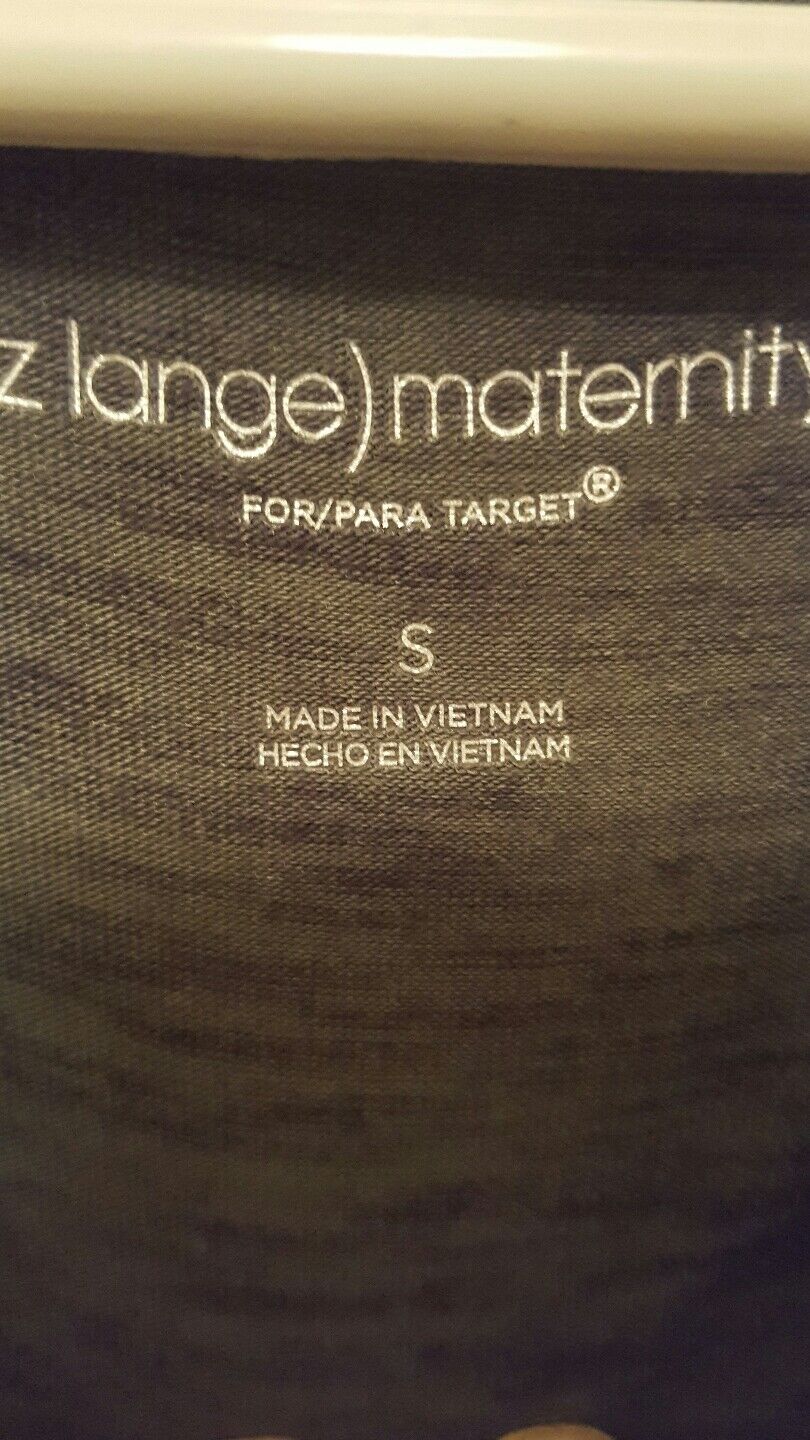 z lange) maternity
FOR/PARA TARGET®
S
MADE IN VIETNAM
HECHO EN VIETNAM